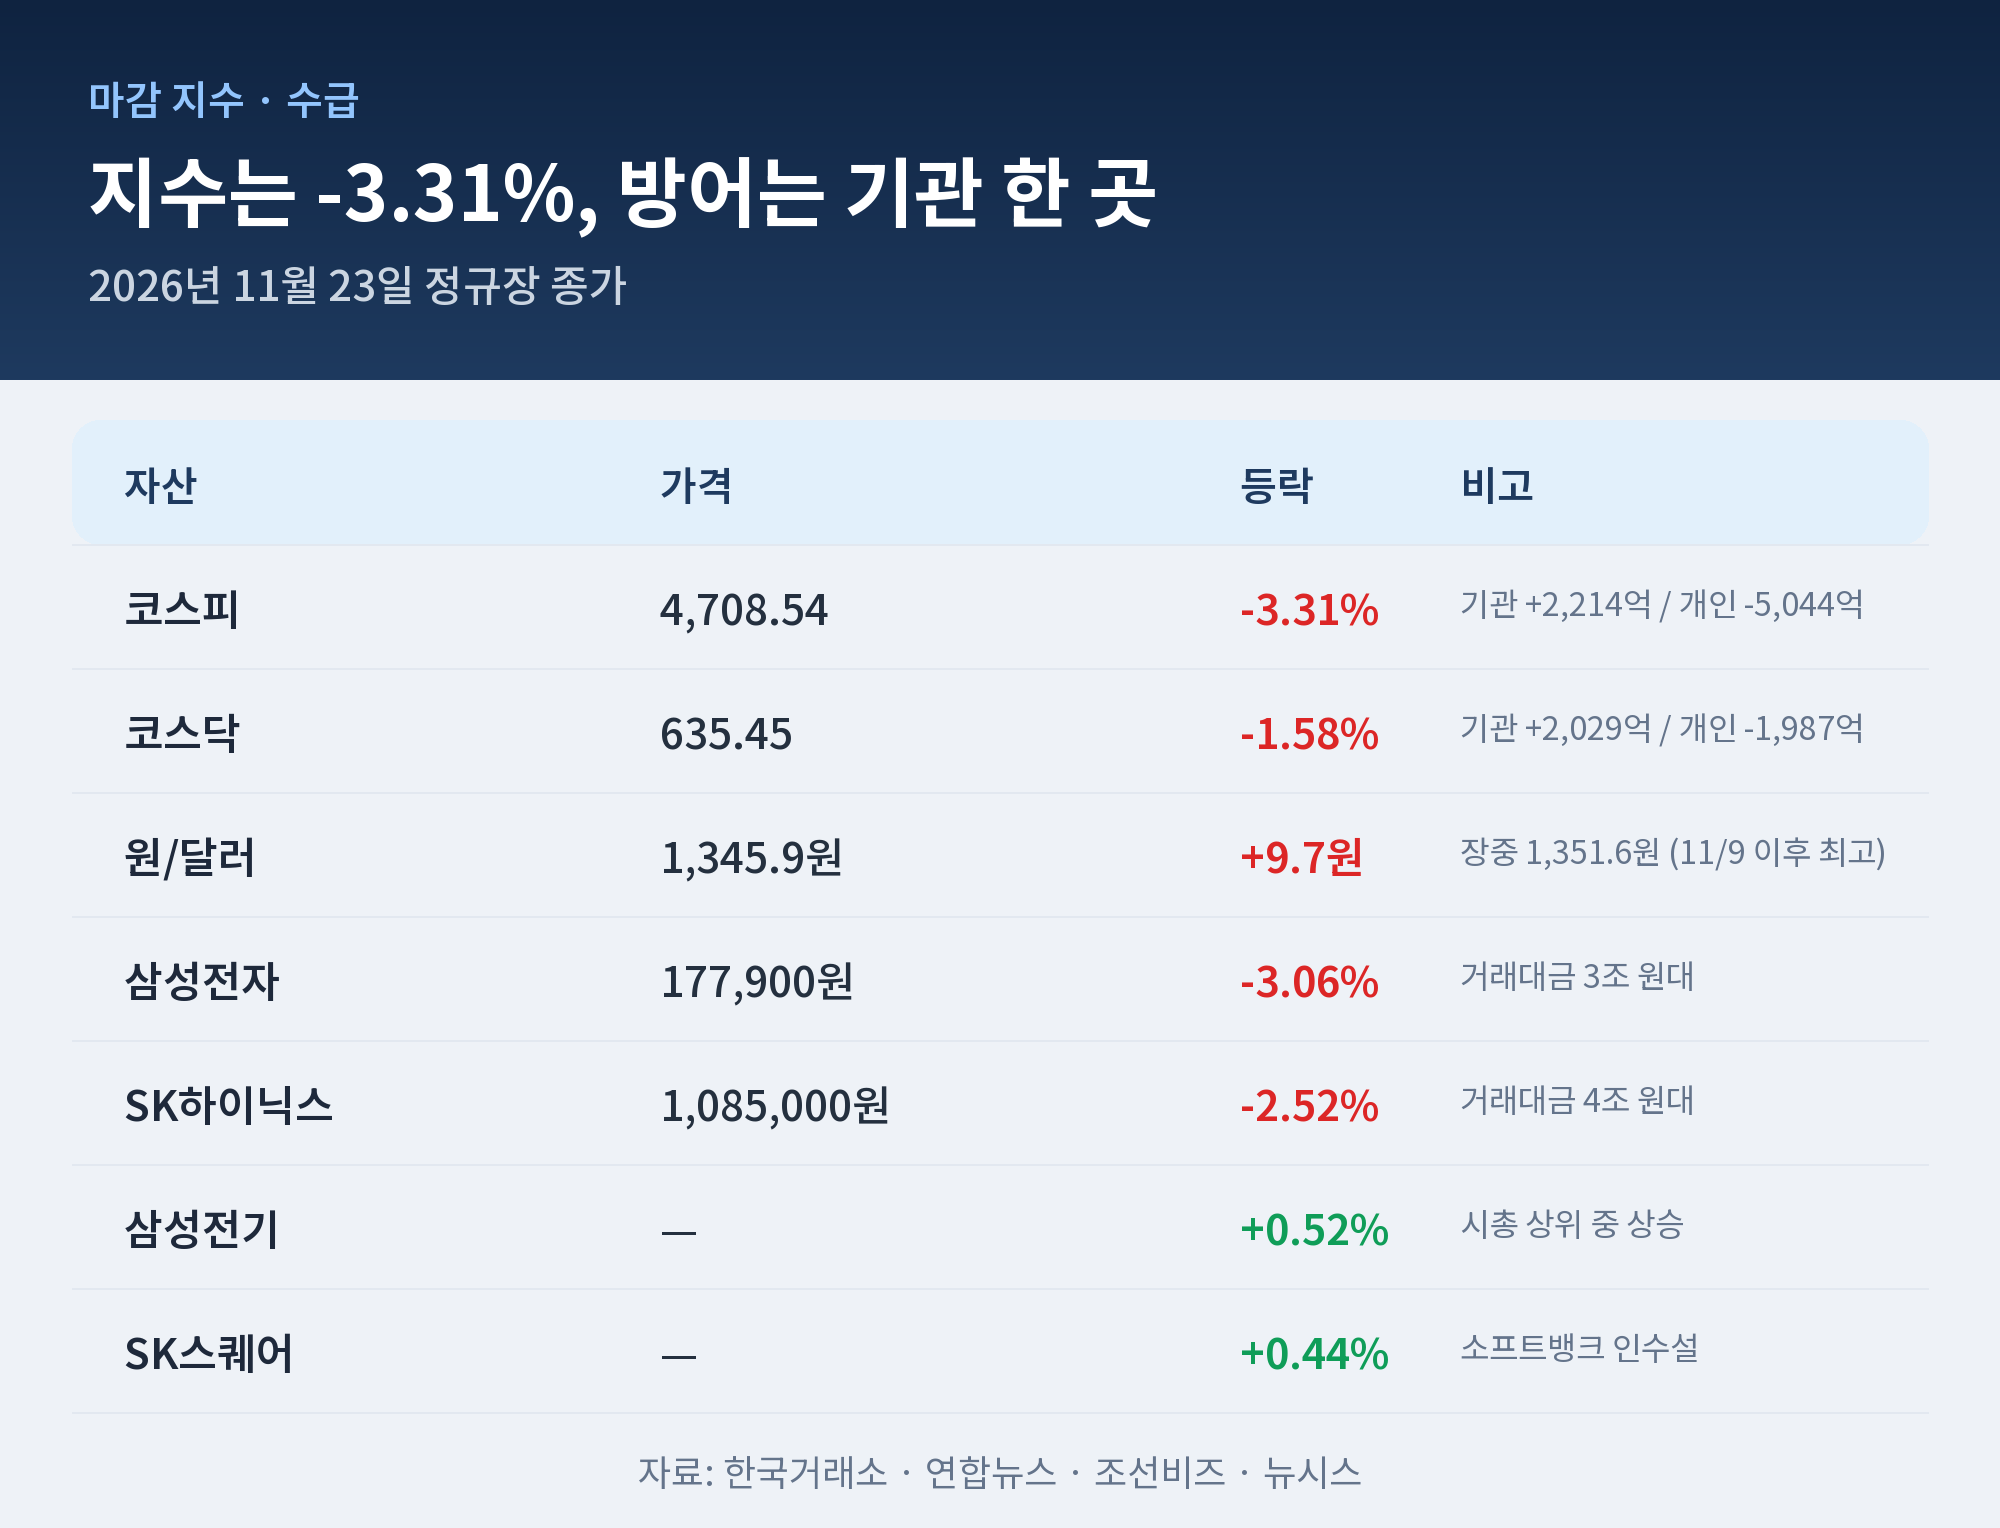 마감 지수 · 수급
지수는 -3.31%, 방어는 기관 한 곳
2026년 11월 23일 정규장 종가
자산 가격 등락 비고
코스피 4,708.54 -3.31% 기관 +2,214억 / 개인 -5,044억
코스닥 635.45 -1.58% 기관 +2,029억 / 개인 -1,987억
원/달러 1,345.9원 +9.7원 장중 1,351.6원 (11/9 이후 최고)
삼성전자 177,900원 -3.06% 거래대금 3조 원대
SK하이닉스 1,085,000원 -2.52% 거래대금 4조 원대
삼성전기 — +0.52% 시총 상위 중 상승
SK스퀘어 — +0.44% 소프트뱅크 인수설
자료: 한국거래소 · 연합뉴스 · 조선비즈 · 뉴시스